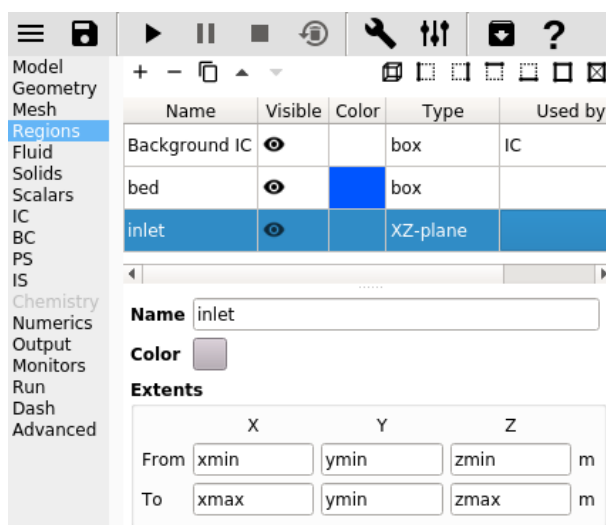 ?
Model
Geometry
Mesh
Regions
Fluid
Solids
Scalars
IC
BC
PS
IS
Chemistry
Numerics
Output
Monitors
Run
Dash
Advanced
Name Visible Color Type Used by
Background IC box IC
bed box
inlet XZ-plane
Name inlet
Color
Extents
X Y Z
From xmin ymin zmin m
To xmax ymin zmax m